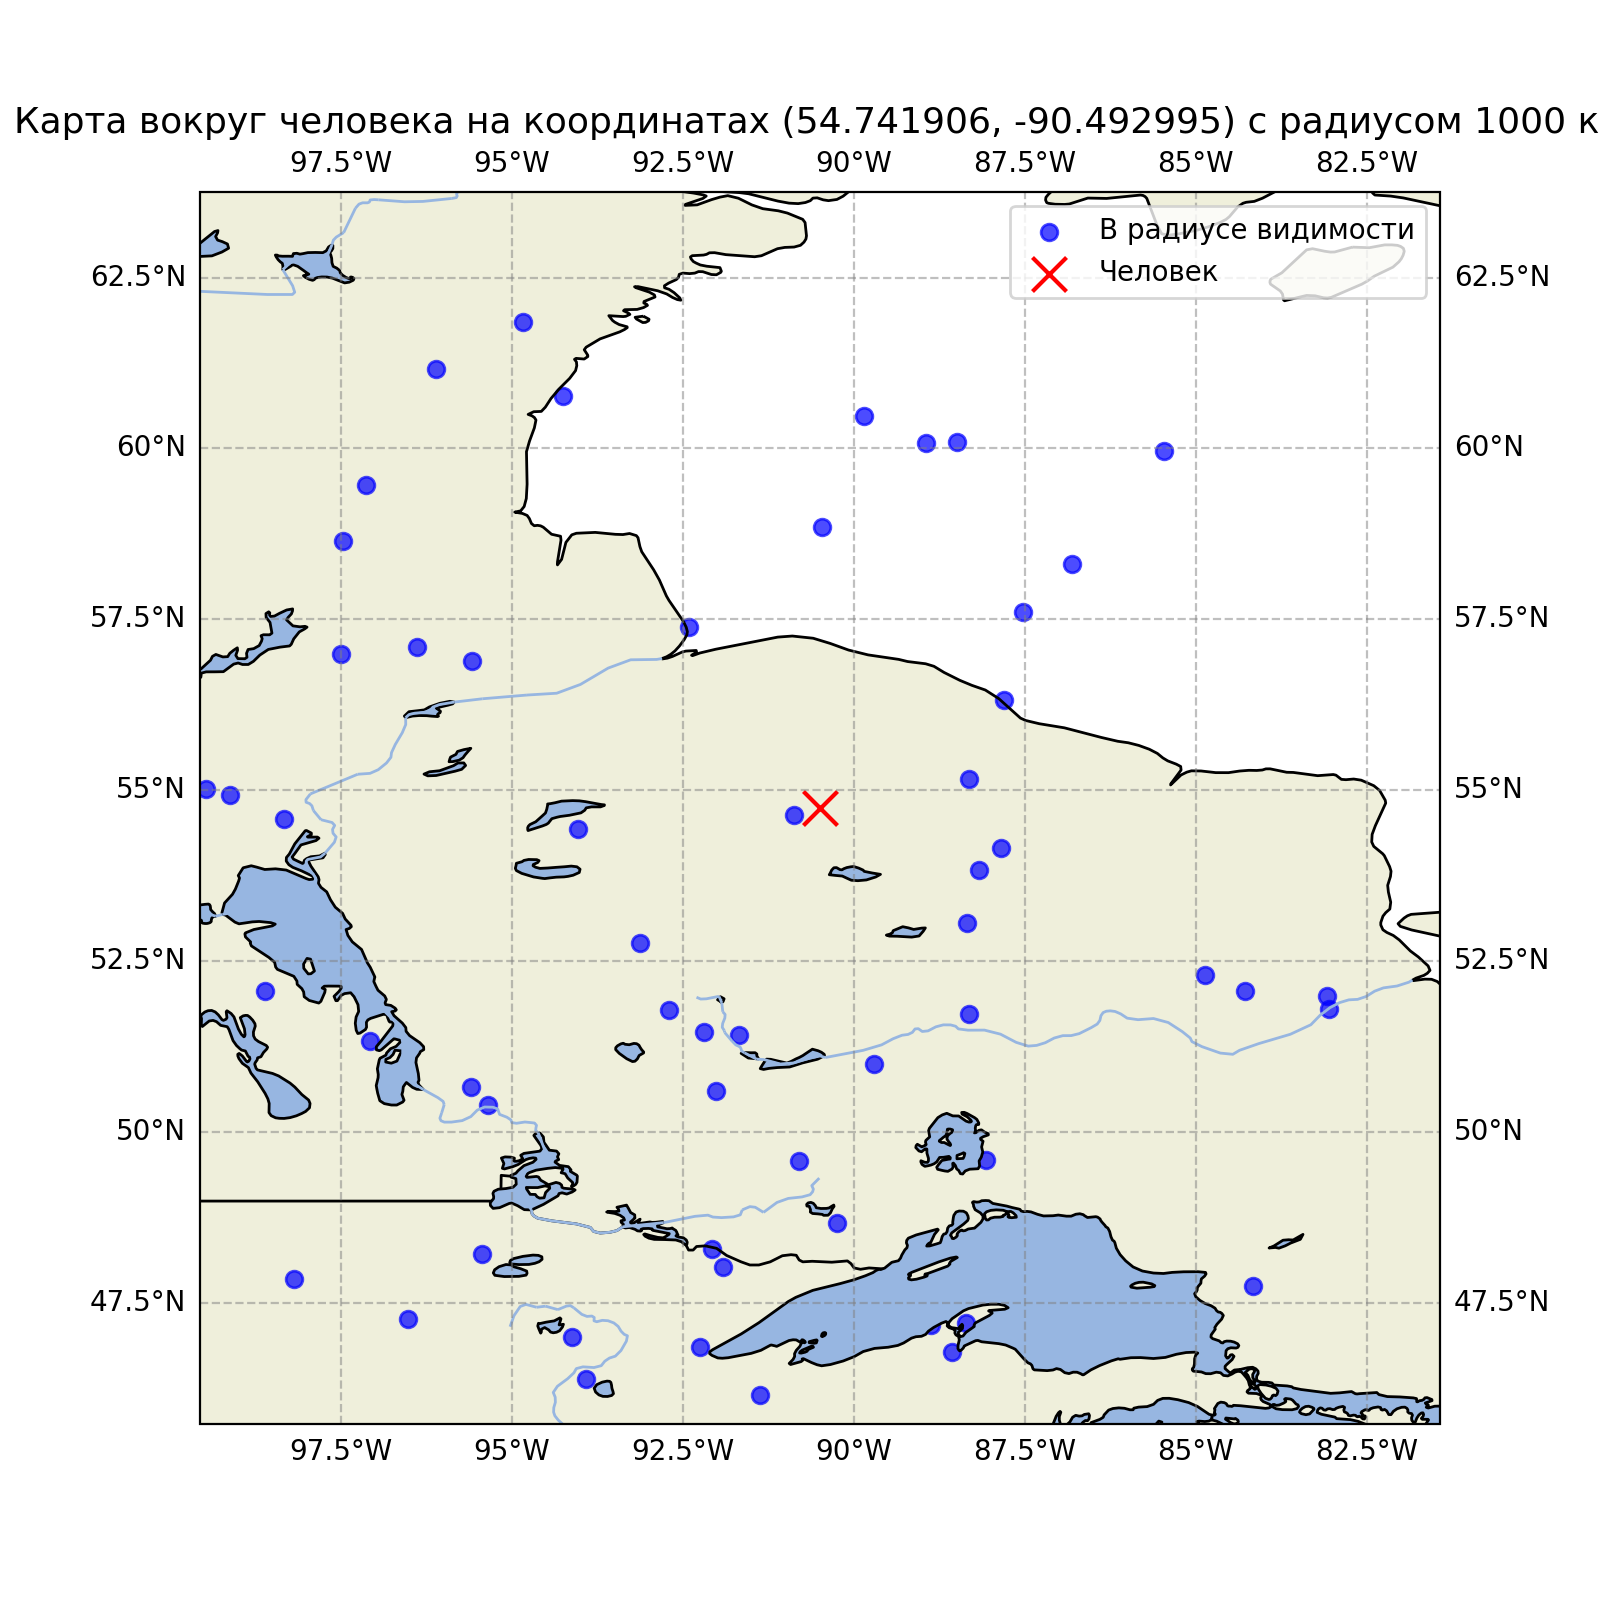 Карта вокруг человека на координатах (54.741906, -90.492995) с радиусом 1000 к
97.5°W 95°W 92.5°W 90°W 87.5°W 85°W 82.5°W
В радиусе видимости
Человек
62.5°N 62.5°N
60°N 60°N
57.5°N 57.5°N
55°N 55°N
52.5°N 52.5°N
50°N 50°N
47.5°N 47.5°N
97.5°W 95°W 92.5°W 90°W 87.5°W 85°W 82.5°W